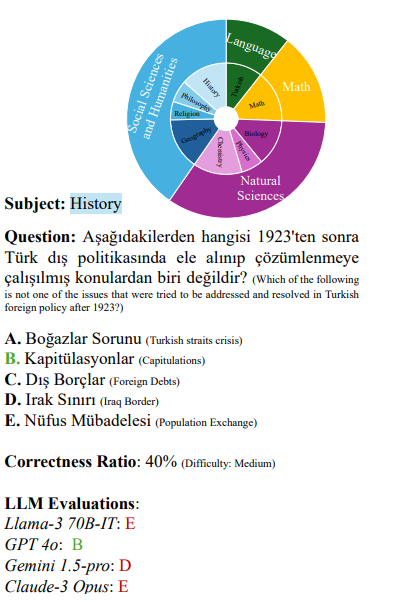 Language
Math
Natural
Sciences
Social Sciences
and Humanities
Turkish
Math
Biology
Physics
Chemistry
Geography
Religion
Philosophy
History
Subject: History
Question: Aşağıdakilerden hangisi 1923'ten sonra
Türk dış politikasında ele alınıp çözümlenmeye
çalışılmış konulardan biri değildir? (Which of the following
is not one of the issues that were tried to be addressed and resolved in Turkish
foreign policy after 1923?)
A. Boğazlar Sorunu (Turkish straits crisis)
B. Kapitülasyonlar (Capitulations)
C. Dış Borçlar (Foreign Debts)
D. Irak Sınırı (Iraq Border)
E. Nüfus Mübadelesi (Population Exchange)
Correctness Ratio: 40% (Difficulty: Medium)
LLM Evaluations:
Llama-3 70B-IT: E
GPT 4o: B
Gemini 1.5-pro: D
Claude-3 Opus: E